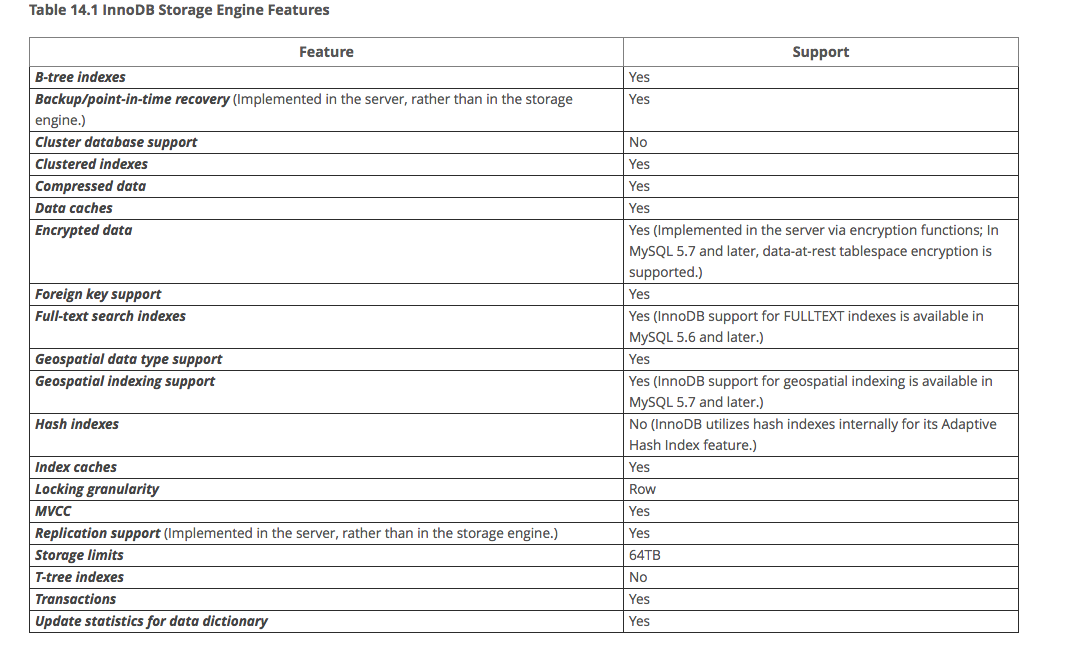 Table 14.1 InnoDB Storage Engine Features
Feature Support
B-tree indexes Yes
Backup/point-in-time recovery (Implemented in the server, rather than in the storage engine.) Yes
Cluster database support No
Clustered indexes Yes
Compressed data Yes
Data caches Yes
Encrypted data Yes (Implemented in the server via encryption functions; In
MySQL 5.7 and later, data-at-rest tablespace encryption is
supported.)
Foreign key support Yes
Full-text search indexes Yes (InnoDB support for FULLTEXT indexes is available in
MySQL 5.6 and later.)
Geospatial data type support Yes
Geospatial indexing support Yes (InnoDB support for geospatial indexing is available in
MySQL 5.7 and later.)
Hash indexes No (InnoDB utilizes hash indexes internally for its Adaptive
Hash Index feature.)
Index caches Yes
Locking granularity Row
MVCC Yes
Replication support (Implemented in the server, rather than in the storage engine.) Yes
Storage limits 64TB
T-tree indexes No
Transactions Yes
Update statistics for data dictionary Yes